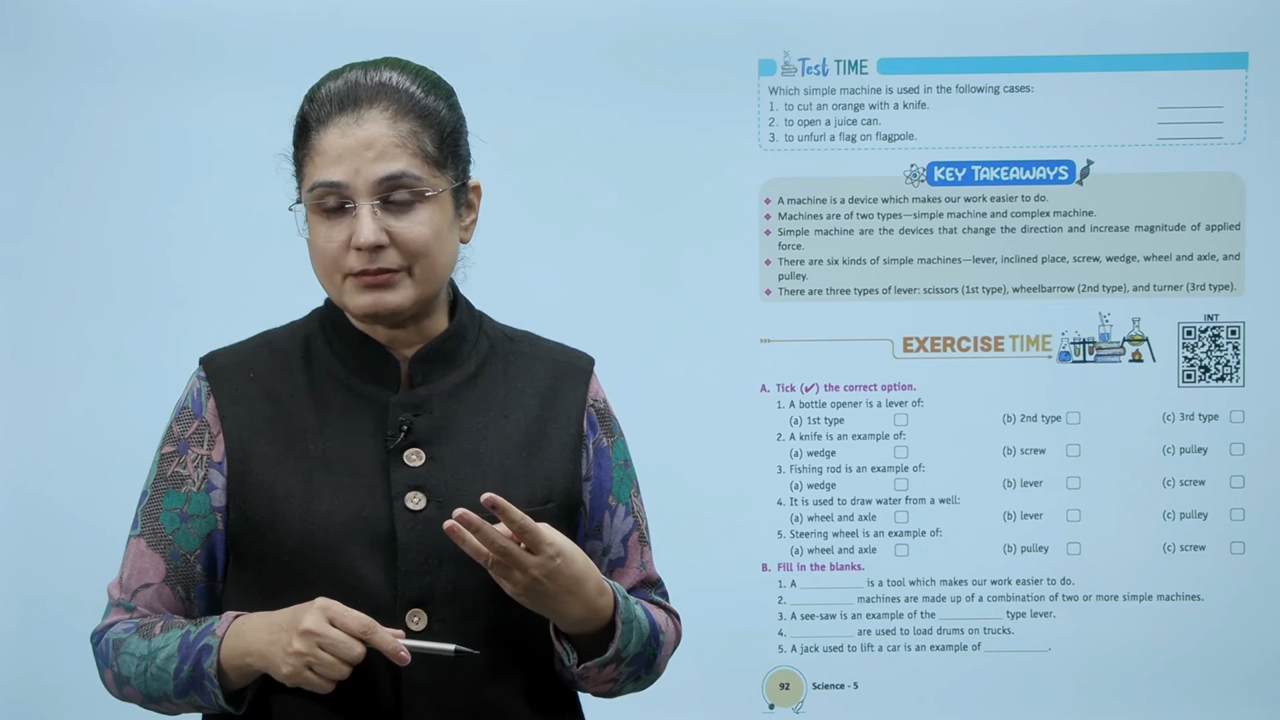 Test TIME
Which simple machine is used in the following cases:
1. to cut an orange with a knife. ____________
2. to open a juice can. ____________
3. to unfurl a flag on flagpole. ____________
KEY TAKEAWAYS
❖ A machine is a device which makes our work easier to do.
❖ Machines are of two types—simple machine and complex machine.
❖ Simple machine are the devices that change the direction and increase magnitude of applied
force.
❖ There are six kinds of simple machines—lever, inclined place, screw, wedge, wheel and axle, and
pulley.
❖ There are three types of lever: scissors (1st type), wheelbarrow (2nd type), and turner (3rd type).
INT
EXERCISE TIME
A. Tick (✔) the correct option.
1. A bottle opener is a lever of:
(a) 1st type (b) 2nd type (c) 3rd type
2. A knife is an example of:
(a) wedge (b) screw (c) pulley
3. Fishing rod is an example of:
(a) wedge (b) lever (c) screw
4. It is used to draw water from a well:
(a) wheel and axle (b) lever (c) pulley
5. Steering wheel is an example of:
(a) wheel and axle (b) pulley (c) screw
B. Fill in the blanks.
1. A ____________ is a tool which makes our work easier to do.
2. ____________ machines are made up of a combination of two or more simple machines.
3. A see-saw is an example of the ____________ type lever.
4. ____________ are used to load drums on trucks.
5. A jack used to lift a car is an example of ____________.
92 Science - 5